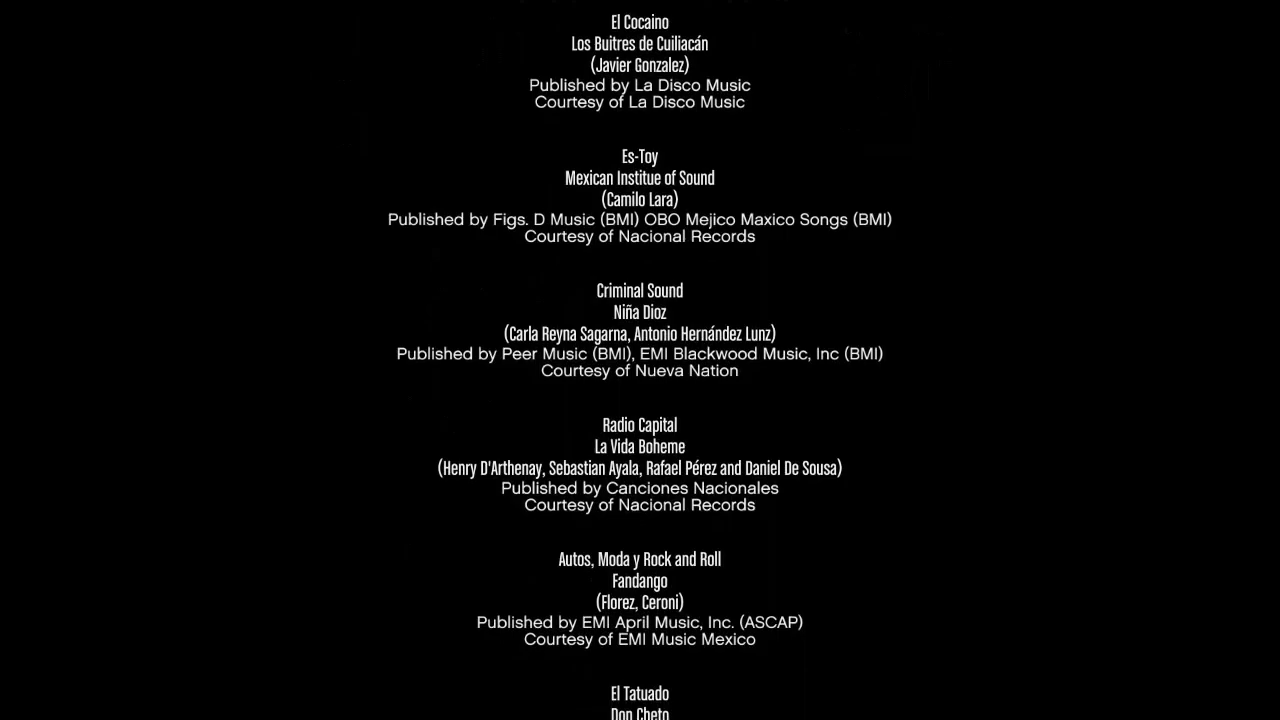 El Cocaino
Los Buitres de Cuiliacán
(Javier Gonzalez)
Published by La Disco Music
Courtesy of La Disco Music
Es-Toy
Mexican Institue of Sound
(Camilo Lara)
Published by Figs. D Music (BMI) OBO Mejico Maxico Songs (BMI)
Courtesy of Nacional Records
Criminal Sound
Niña Dioz
(Carla Reyna Sagarna, Antonio Hernández Lunz)
Published by Peer Music (BMI), EMI Blackwood Music, Inc (BMI)
Courtesy of Nueva Nation
Radio Capital
La Vida Boheme
(Henry D'Arthenay, Sebastian Ayala, Rafael Pérez and Daniel De Sousa)
Published by Canciones Nacionales
Courtesy of Nacional Records
Autos, Moda y Rock and Roll
Fandango
(Florez, Ceroni)
Published by EMI April Music, Inc. (ASCAP)
Courtesy of EMI Music Mexico
El Tatuado
Don Cheto